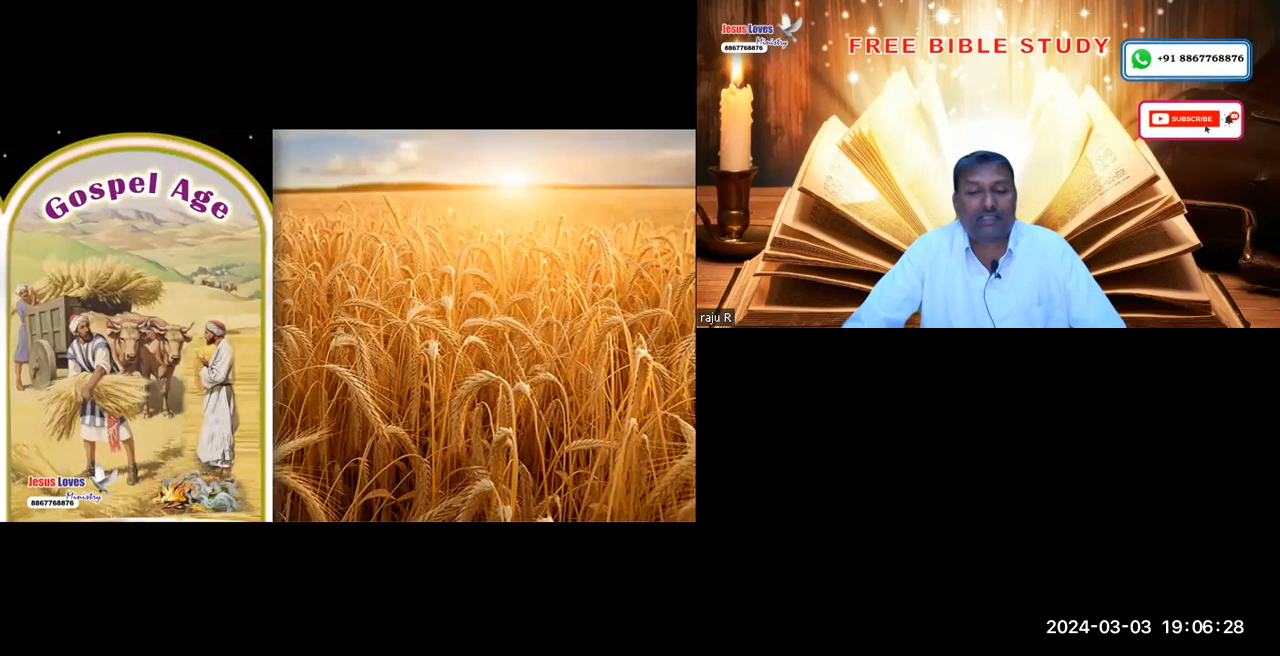 Gospel Age
Jesus Loves
Ministry
8867768876
Jesus Loves
Ministry
8867768876
FREE BIBLE STUDY
+91 8867768876
SUBSCRIBE
raju R
2024-03-03 19:06:28